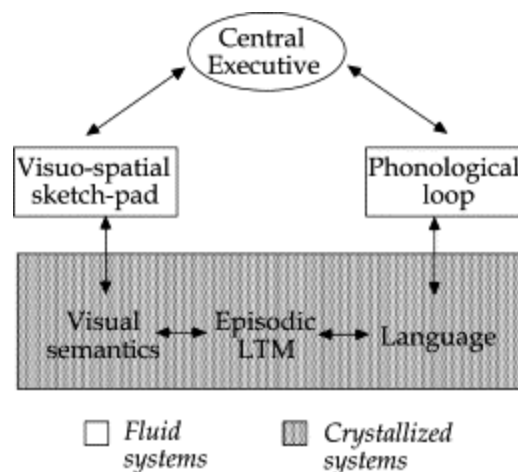 Central
Executive
Visuo-spatial
sketch-pad
Phonological
loop
Visual
semantics
Episodic
LTM
Language
Fluid
systems
Crystallized
systems